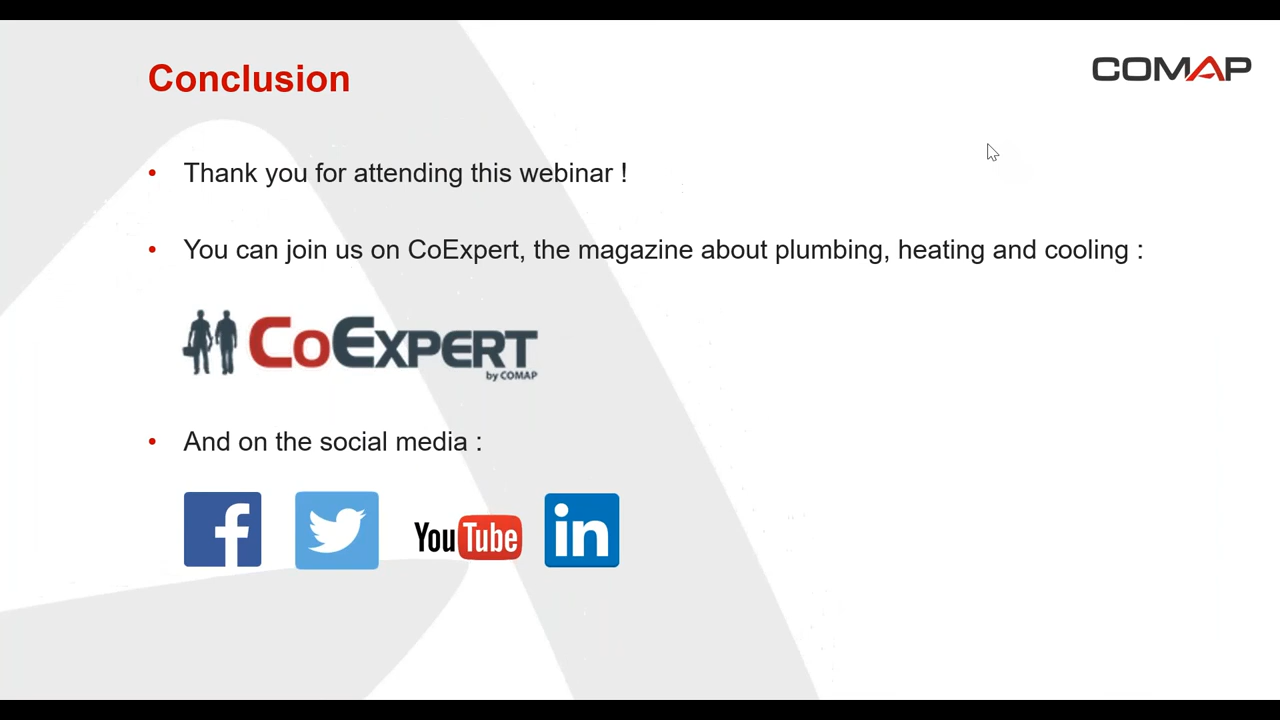 Conclusion
COMAP
• Thank you for attending this webinar !
• You can join us on CoExpert, the magazine about plumbing, heating and cooling :
CoExpert
by COMAP
• And on the social media :
f
YouTube
in